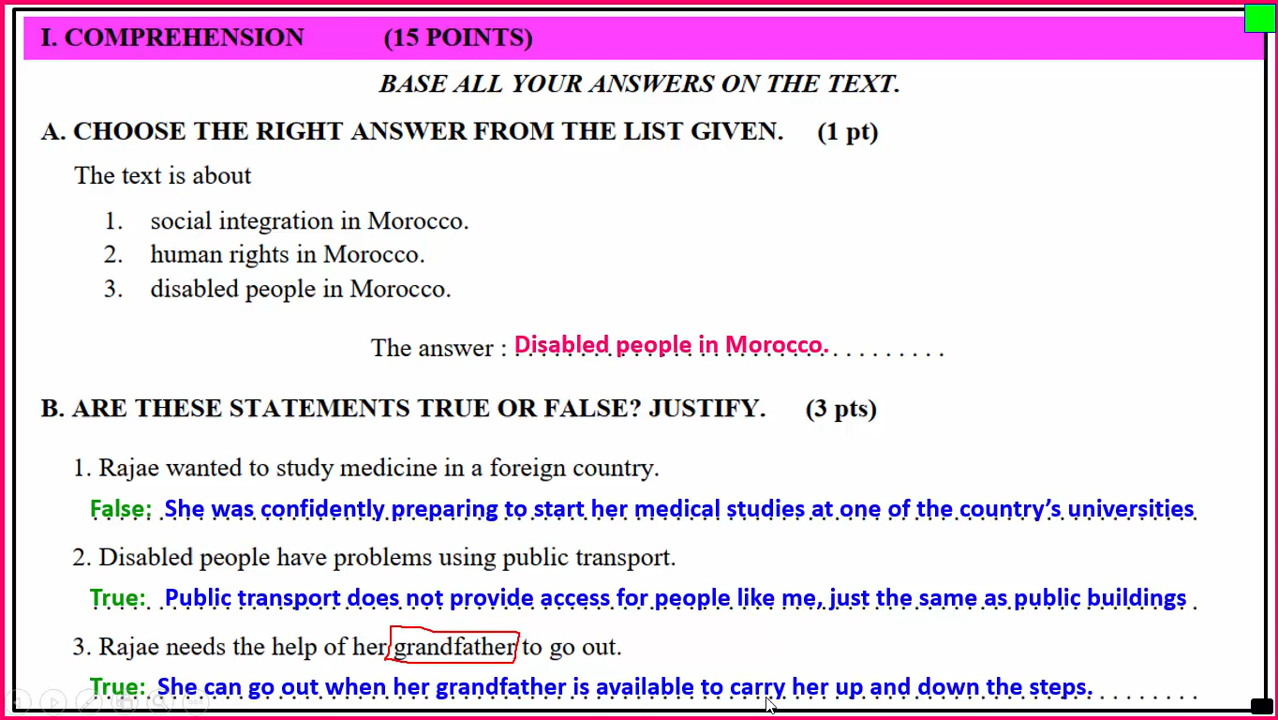 I. COMPREHENSION (15 POINTS)
BASE ALL YOUR ANSWERS ON THE TEXT.
A. CHOOSE THE RIGHT ANSWER FROM THE LIST GIVEN. (1 pt)
The text is about
1. social integration in Morocco.
2. human rights in Morocco.
3. disabled people in Morocco.
The answer : Disabled people in Morocco. . . . . . . . .
B. ARE THESE STATEMENTS TRUE OR FALSE? JUSTIFY. (3 pts)
1. Rajae wanted to study medicine in a foreign country.
False: She was confidently preparing to start her medical studies at one of the country’s universities
2. Disabled people have problems using public transport.
True: Public transport does not provide access for people like me, just the same as public buildings
3. Rajae needs the help of her grandfather to go out.
True: She can go out when her grandfather is available to carry her up and down the steps.